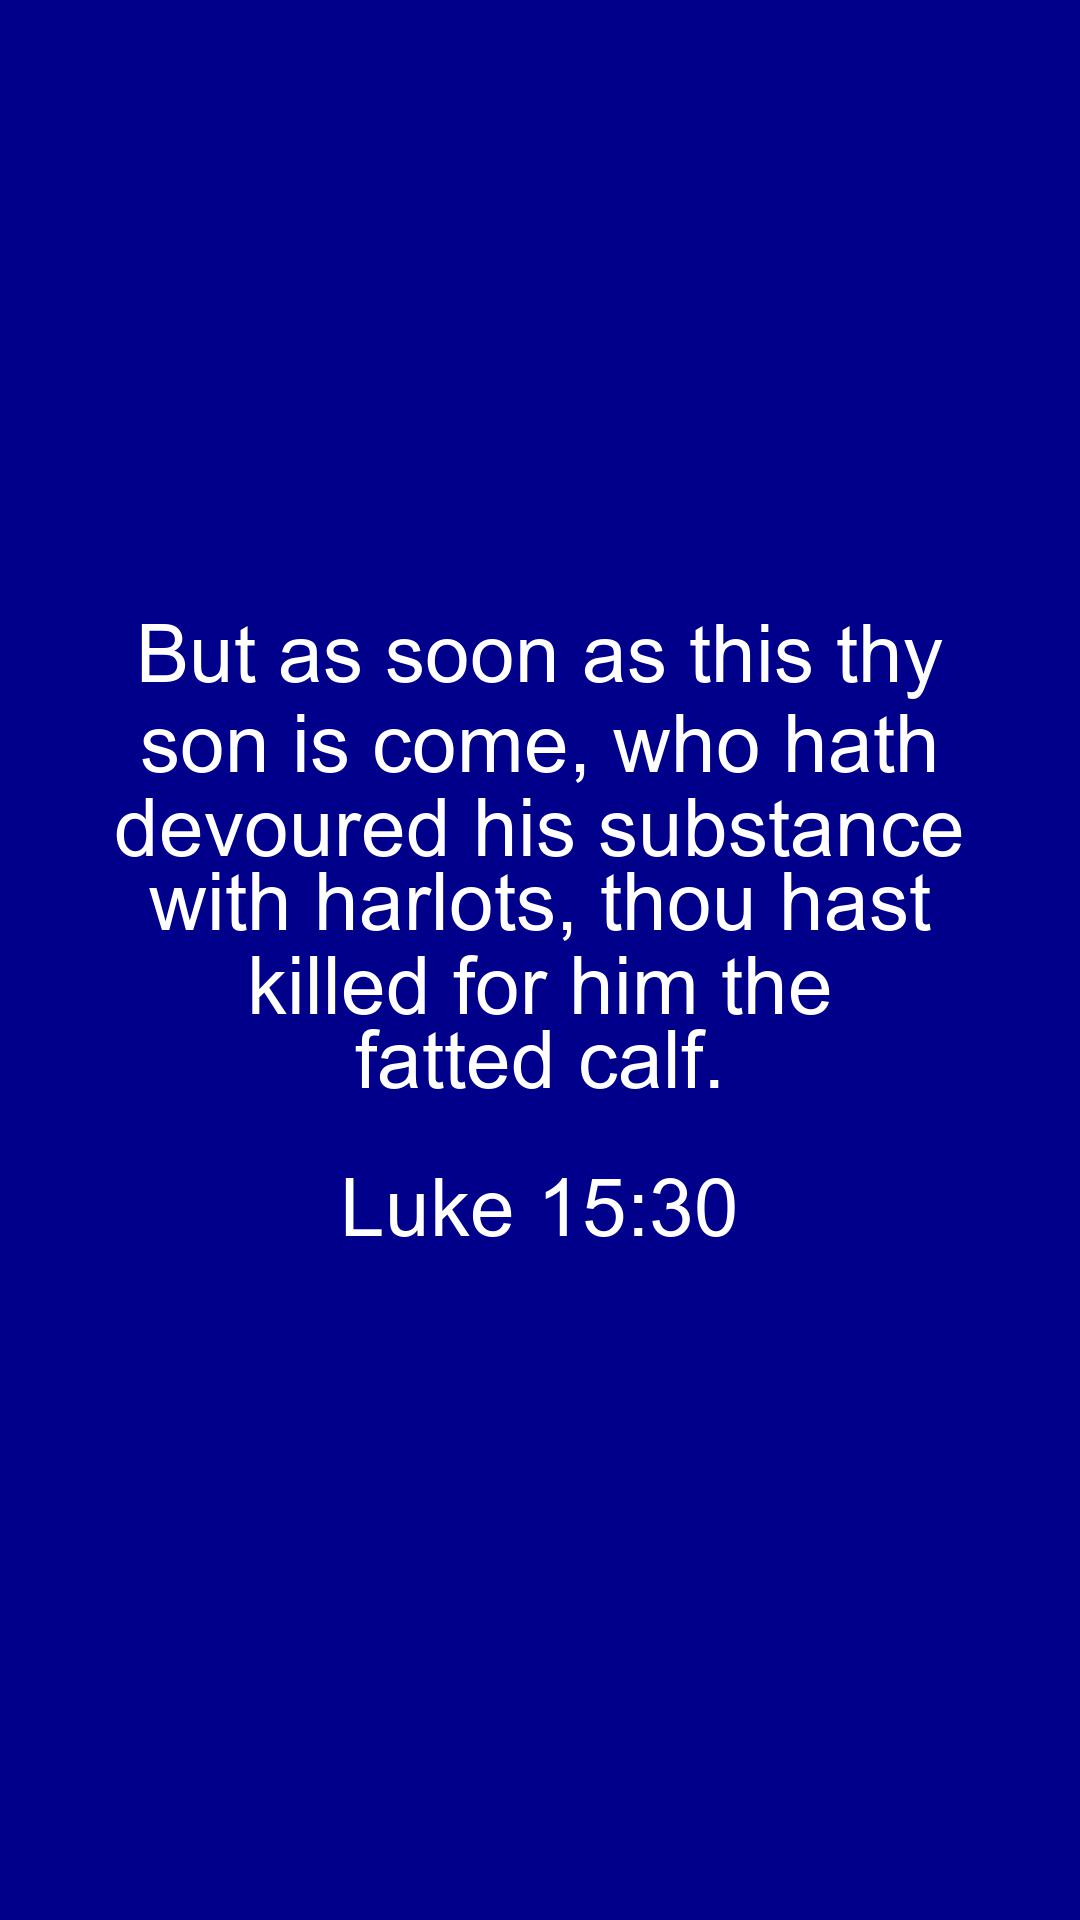 But as soon as this thy
son is come, who hath
devoured his substance
with harlots, thou hast
killed for him the
fatted calf.
Luke 15:30